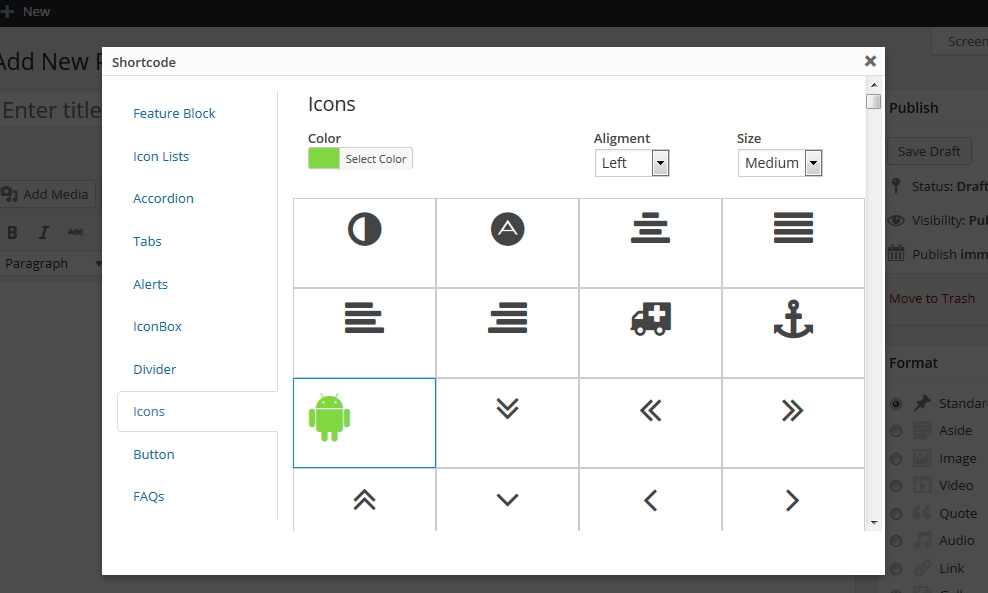 New
Screen
Add New P
Shortcode
Enter title
Add Media
B I ABC
Paragraph
Feature Block
Icon Lists
Accordion
Tabs
Alerts
IconBox
Divider
Icons
Button
FAQs
Icons
Color
Select Color
Aligment
Left
Size
Medium
Publish
Save Draft
Status: Draft
Visibility: Pul
Publish imm
Move to Trash
Format
Standar
Aside
Image
Video
Quote
Audio
Link